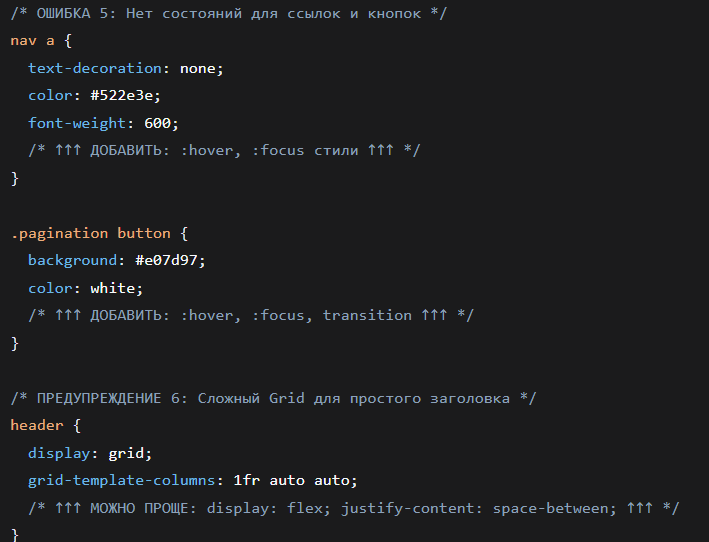 /* ОШИБКА 5: Нет состояний для ссылок и кнопок */
nav a {
  text-decoration: none;
  color: #522e3e;
  font-weight: 600;
  /* ↑↑↑ ДОБАВИТЬ: :hover, :focus стили ↑↑↑ */
}

.pagination button {
  background: #e07d97;
  color: white;
  /* ↑↑↑ ДОБАВИТЬ: :hover, :focus, transition ↑↑↑ */
}

/* ПРЕДУПРЕЖДЕНИЕ 6: Сложный Grid для простого заголовка */
header {
  display: grid;
  grid-template-columns: 1fr auto auto;
  /* ↑↑↑ МОЖНО ПРОЩЕ: display: flex; justify-content: space-between; ↑↑↑ */
}